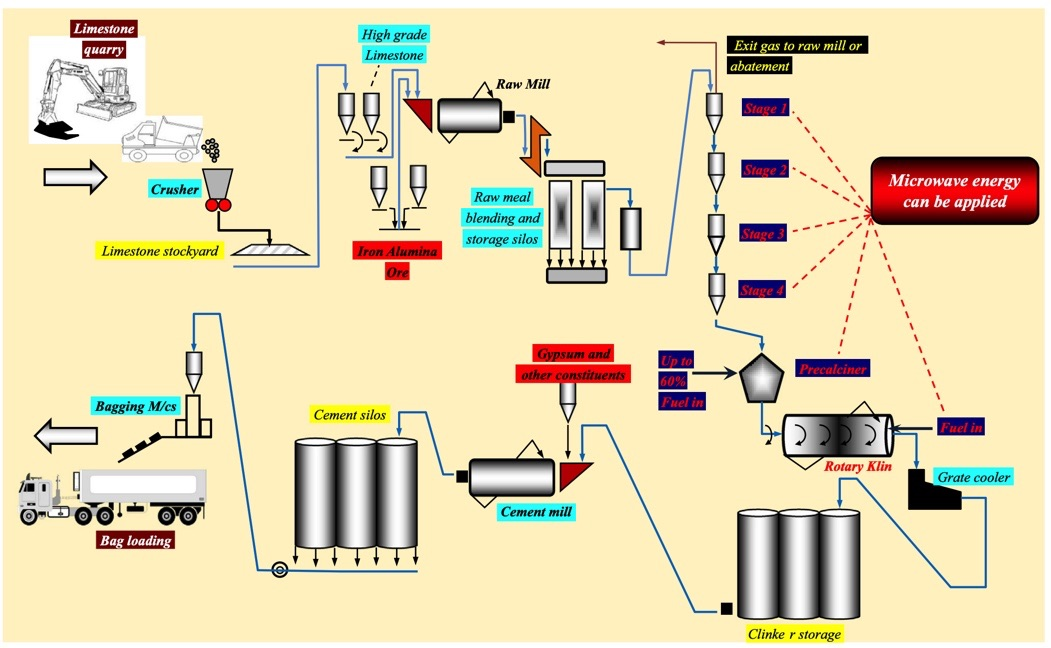 Limestone
quarry
High grade
Limestone
Exit gas to raw mill or
abatement
Raw Mill
Stage 1
Crusher
Stage 2
Microwave energy
can be applied
Raw meal
blending and
storage silos
Limestone stockyard
Iron Alumina
Ore
Stage 3
Stage 4
Gypsum and
other constituents
Up to
60%
Fuel in
Precalciner
Bagging M/cs
Cement silos
Fuel in
Rotary Klin
Grate cooler
Cement mill
Bag loading
Clinke r storage